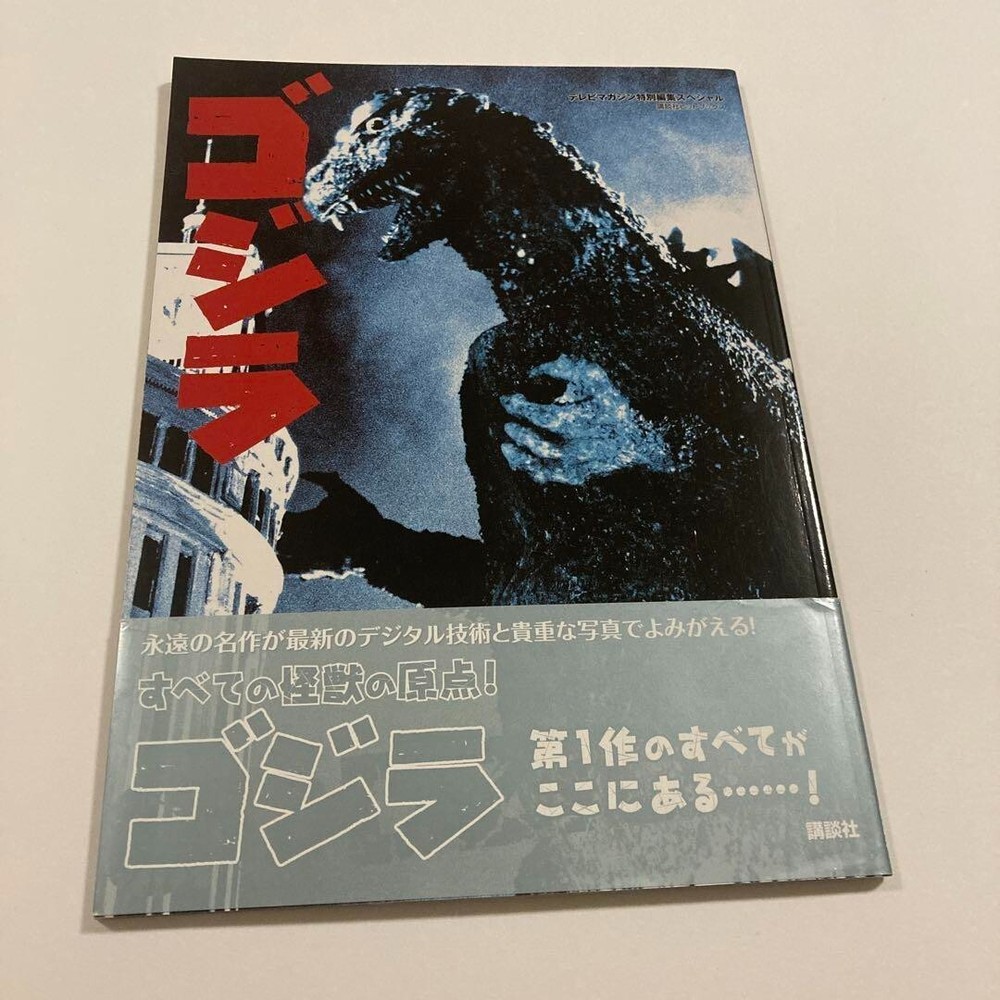 ゴジラ
テレビマガジン特別編集スペシャル
永遠の名作が最新のデジタル技術と貴重な写真でよみがえる!
すべての怪獣の原点!
ゴジラ
第1作のすべてが
ここにある……!
講談社